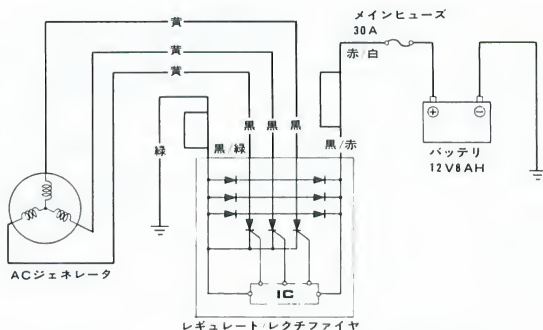 黄
黄
黄
メインヒューズ
30A
赤/白
黒/緑
黒
黒
黒
黒/赤
緑
バッテリ
12V8AH
ACジェネレータ
IC
レギュレート/レクチファイヤ